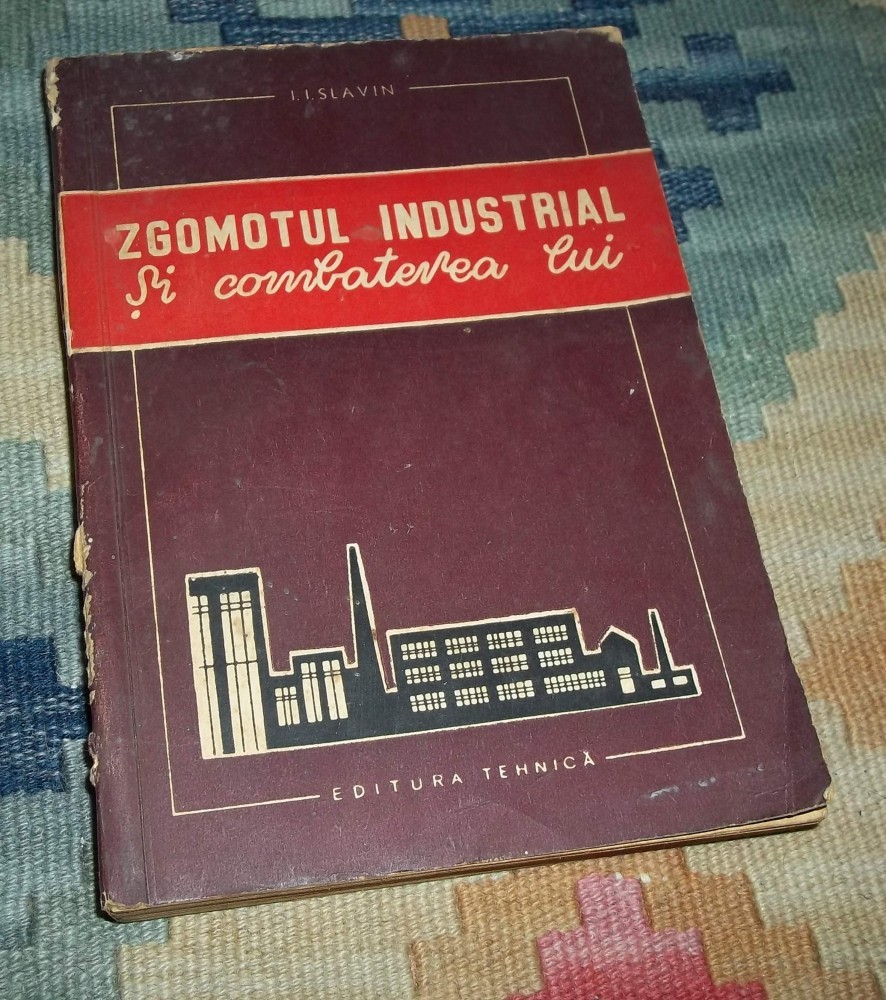 I. I. SLAVIN
ZGOMOTUL INDUSTRIAL
Și combaterea lui
EDITURA TEHNICĂ